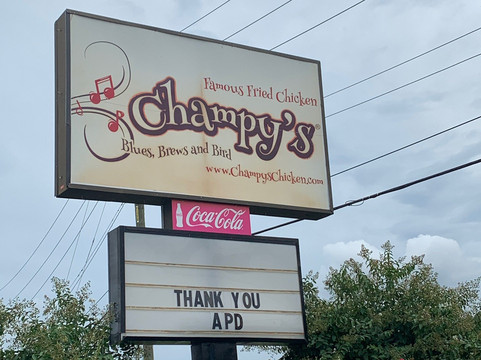 Famous Fried Chicken
Champy's
Blues, Brews and Bird
www.ChampysChicken.com
Coca-Cola
THANK YOU
APD